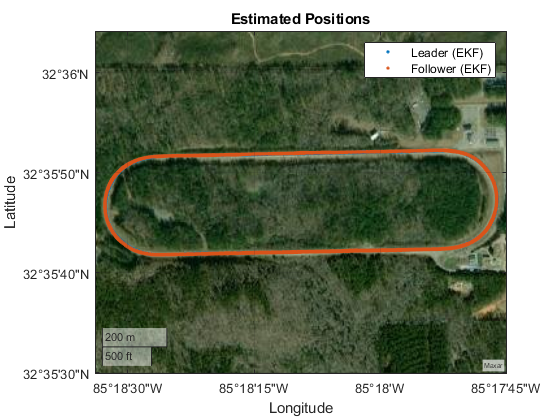 Estimated Positions
Leader (EKF)
Follower (EKF)
32°36'N
32°35'50"N
32°35'40"N
32°35'30"N
Latitude
200 m
500 ft
Maxar
85°18'30"W 85°18'15"W 85°18'W 85°17'45"W
Longitude